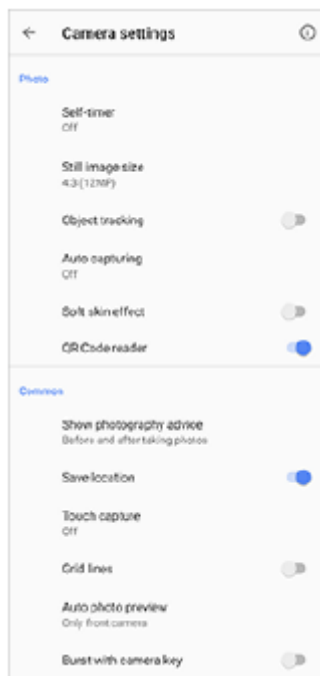 Camera settings
Photo
Self-timer
Off
Still image size
4:3 (12MP)
Object tracking
Auto capturing
Off
Soft skin effect
QR Code reader
Common
Show photography advice
Before and after taking photos
Save location
Touch capture
Off
Grid lines
Auto photo preview
Only front camera
Burst with camera key